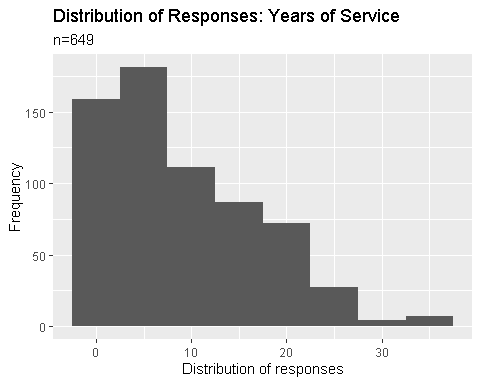 Distribution of Responses: Years of Service
n=649
Frequency
150
100
50
0
0 10 20 30
Distribution of responses